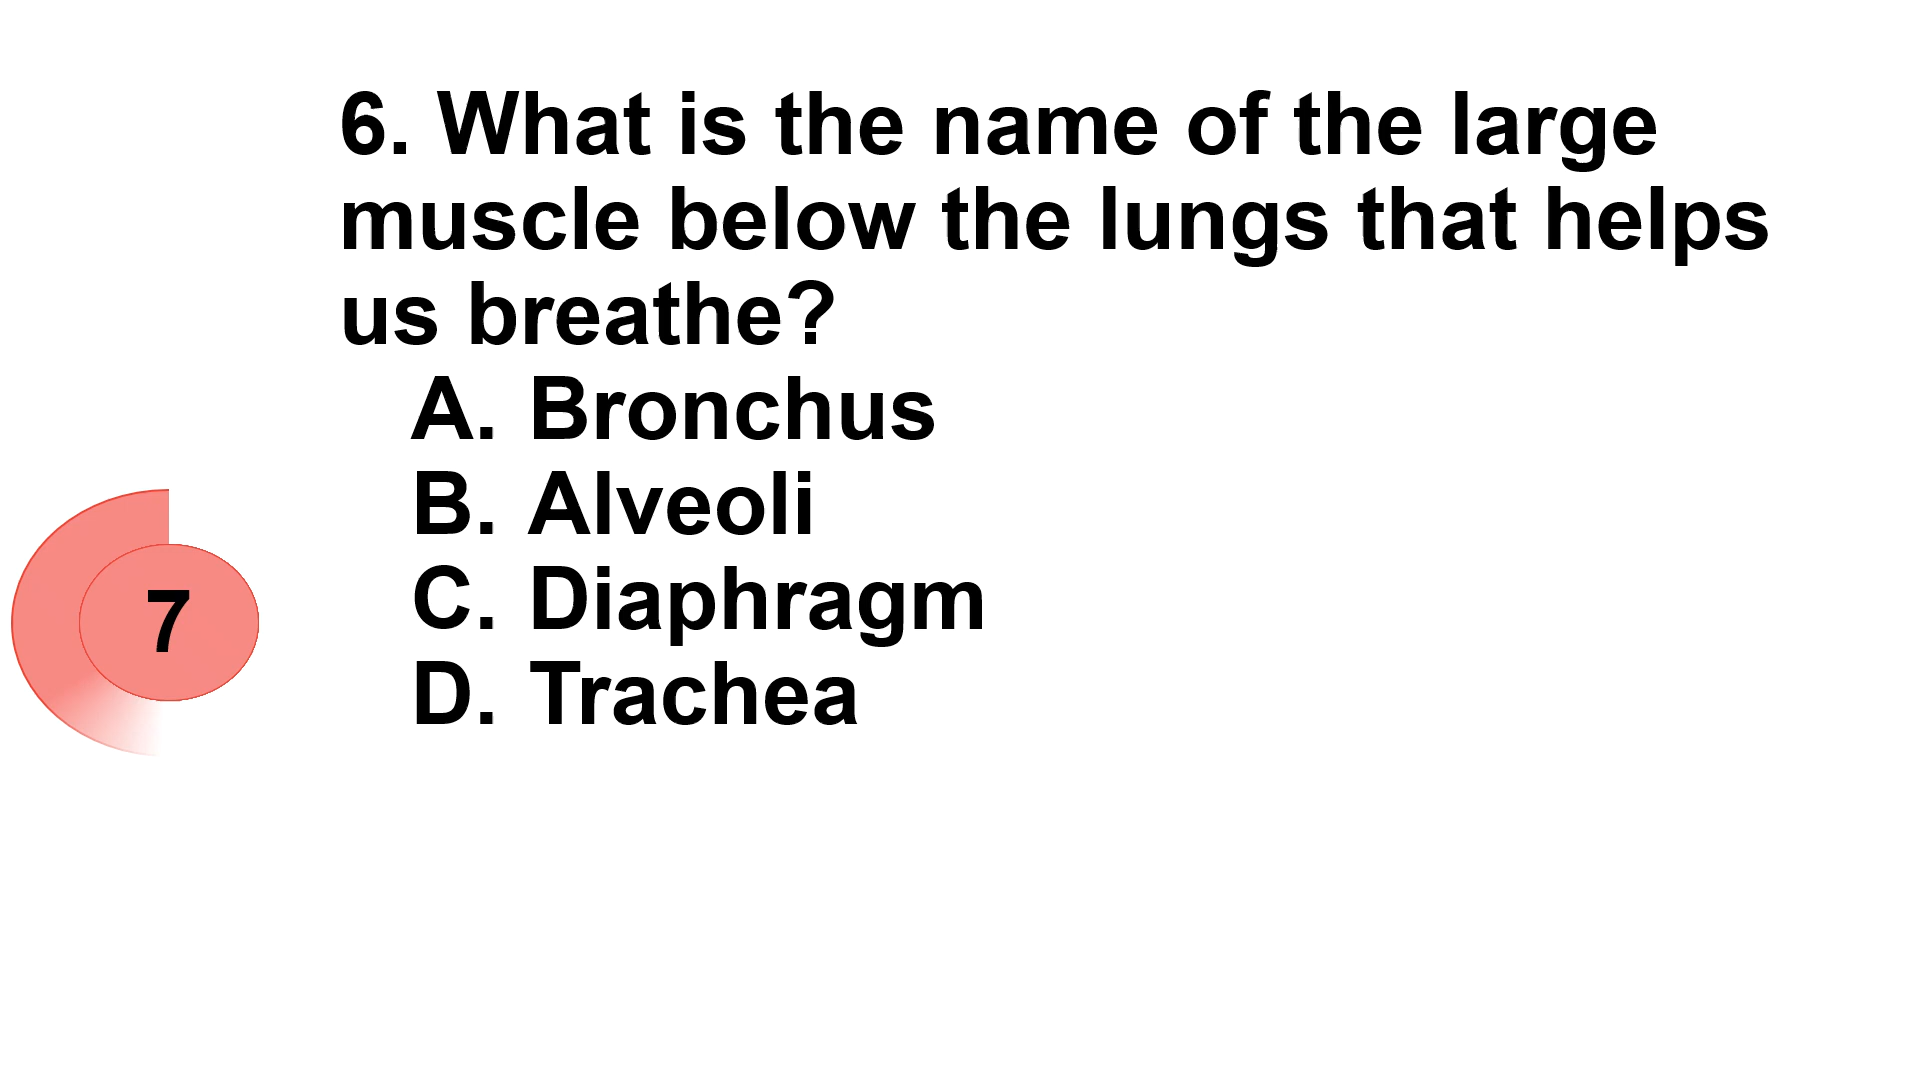 6. What is the name of the large
muscle below the lungs that helps
us breathe?
A. Bronchus
B. Alveoli
C. Diaphragm
D. Trachea
7